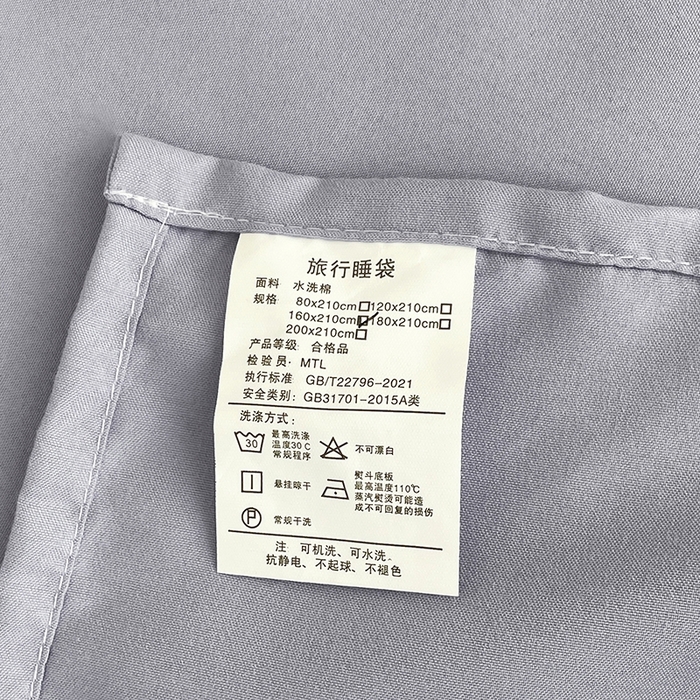 旅行睡袋
面料 水洗棉
规格 80x210cm□120x210cm□
160x210cm☑180x210cm□
200x210cm□
产品等级: 合格品
检验员: MTL
执行标准 GB/T22796-2021
安全类别: GB31701-2015A类
洗涤方式:
30 最高洗涤
温度30C
常规程序
不可漂白
悬挂晾干
熨斗底板
最高温度110℃
蒸汽熨烫可能造
成不可回复的损伤
P 常规干洗
注: 可机洗、可水洗。
抗静电、不起球、不褪色